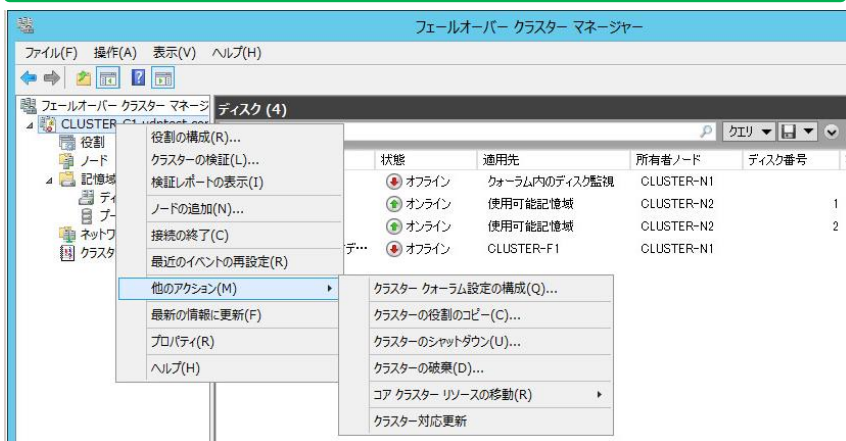 フェールオーバー クラスター マネージャー
ファイル(F) 操作(A) 表示(V) ヘルプ(H)
フェールオーバー クラスター マネージ
CLUSTER-C1.udptest.cor
役割
ノード
記憶域
ディ
プー
ネットワ
クラスタ
ディスク (4)
クエリ
状態 適用先 所有者ノード ディスク番号
オフライン クォーラム内のディスク監視 CLUSTER-N1
オンライン 使用可能記憶域 CLUSTER-N2 1
オンライン 使用可能記憶域 CLUSTER-N2 2
デ… オフライン CLUSTER-F1 CLUSTER-N1
役割の構成(R)...
クラスターの検証(L)...
検証レポートの表示(I)
ノードの追加(N)...
接続の終了(C)
最近のイベントの再設定(R)
他のアクション(M)
最新の情報に更新(F)
プロパティ(R)
ヘルプ(H)
クラスター クォーラム設定の構成(Q)...
クラスターの役割のコピー(C)...
クラスターのシャットダウン(U)...
クラスターの破棄(D)...
コア クラスター リソースの移動(R)
クラスター対応更新